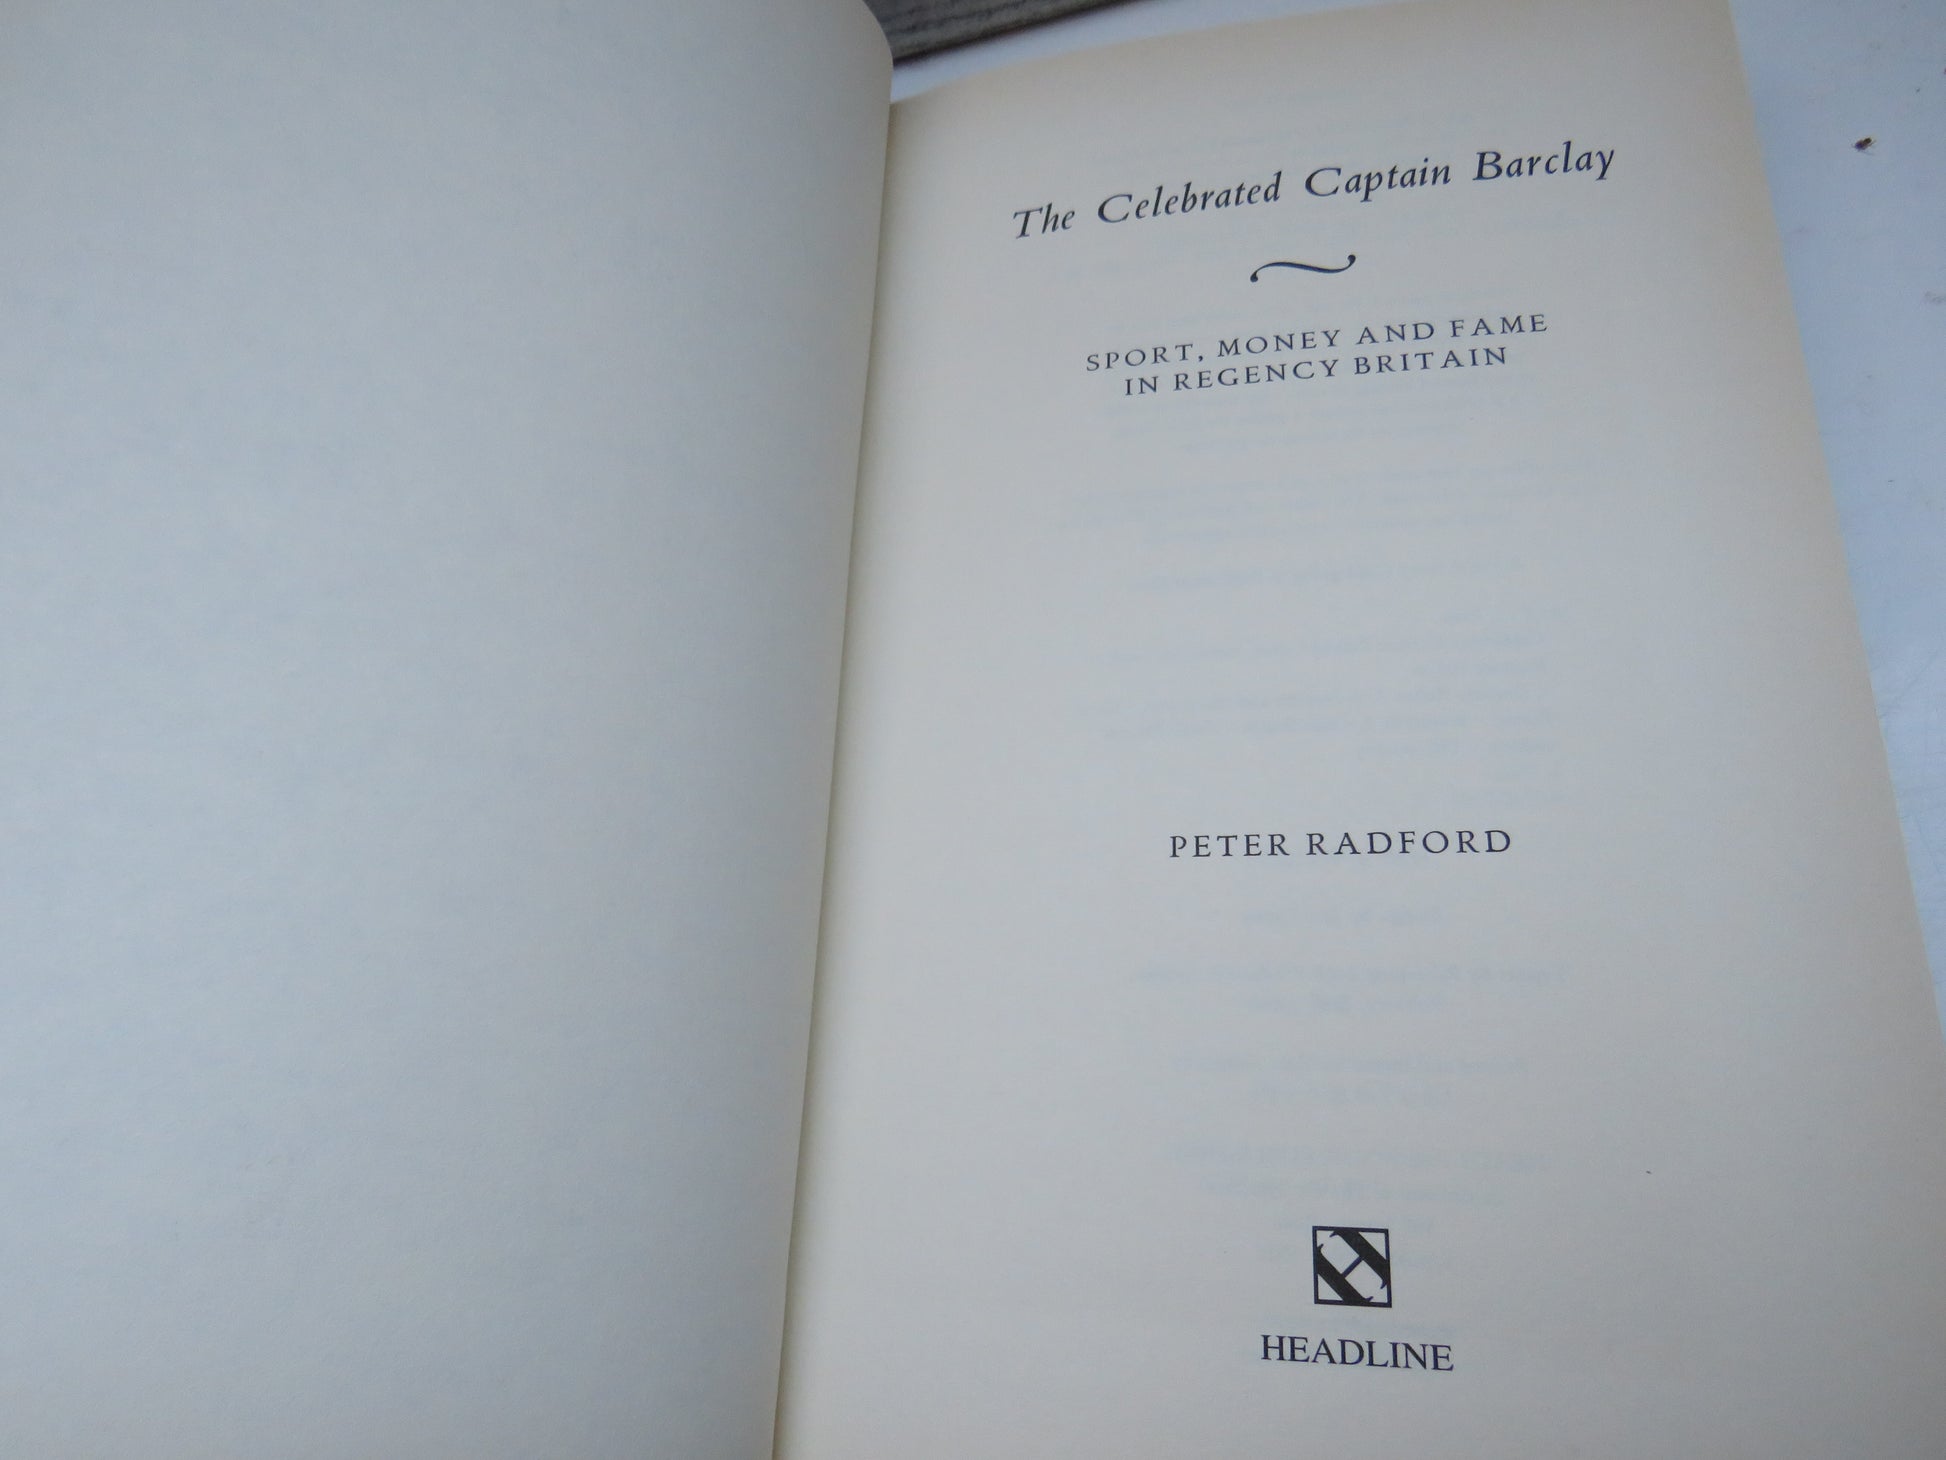 The Celebrated Captain Barclay
SPORT, MONEY AND FAME
IN REGENCY BRITAIN
PETER RADFORD
HEADLINE